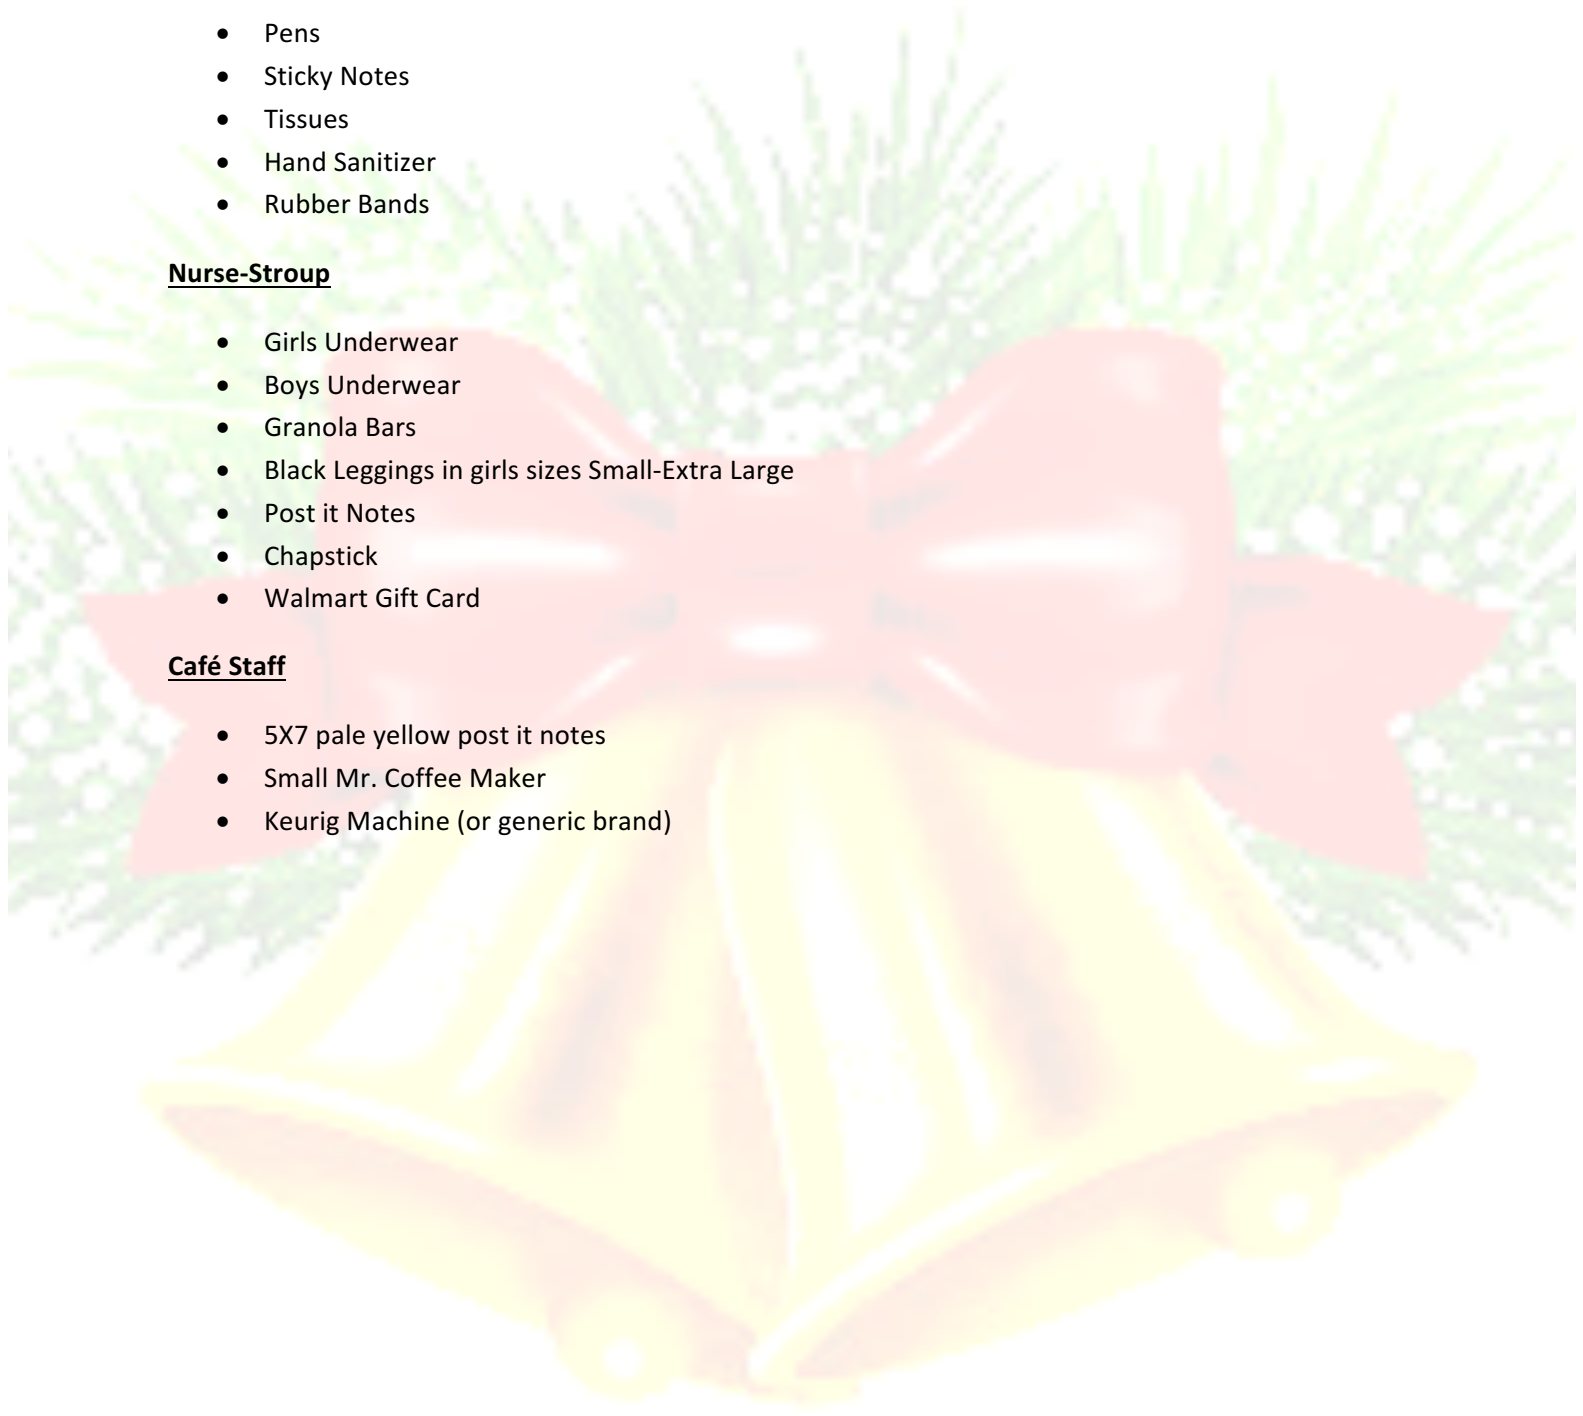 • Pens
• Sticky Notes
• Tissues
• Hand Sanitizer
• Rubber Bands
Nurse-Stroup
• Girls Underwear
• Boys Underwear
• Granola Bars
• Black Leggings in girls sizes Small-Extra Large
• Post it Notes
• Chapstick
• Walmart Gift Card
Café Staff
• 5X7 pale yellow post it notes
• Small Mr. Coffee Maker
• Keurig Machine (or generic brand)